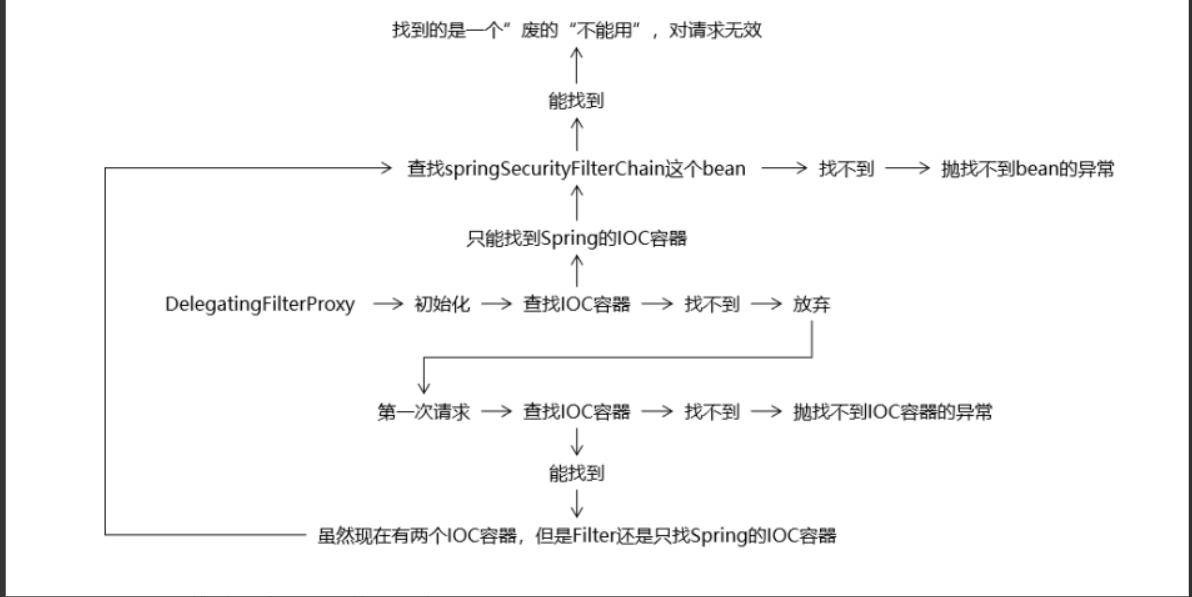 找到的是一个”废的“不能用”，对请求无效
能找到
查找springSecurityFilterChain这个bean 找不到 抛找不到bean的异常
只能找到Spring的IOC容器
DelegatingFilterProxy 初始化 查找IOC容器 找不到 放弃
第一次请求 查找IOC容器 找不到 抛找不到IOC容器的异常
能找到
虽然现在有两个IOC容器，但是Filter还是只找Spring的IOC容器